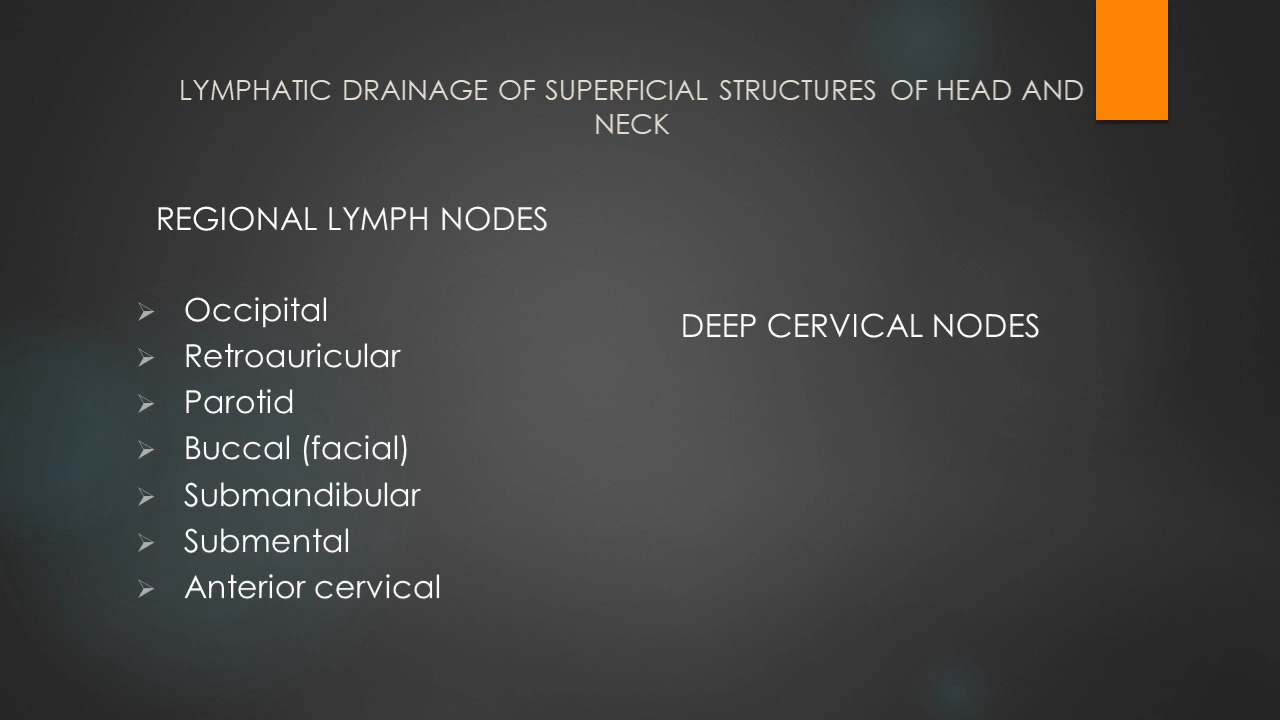 LYMPHATIC DRAINAGE OF SUPERFICIAL STRUCTURES OF HEAD AND
NECK
REGIONAL LYMPH NODES
Occipital
Retroauricular
Parotid
Buccal (facial)
Submandibular
Submental
Anterior cervical
DEEP CERVICAL NODES